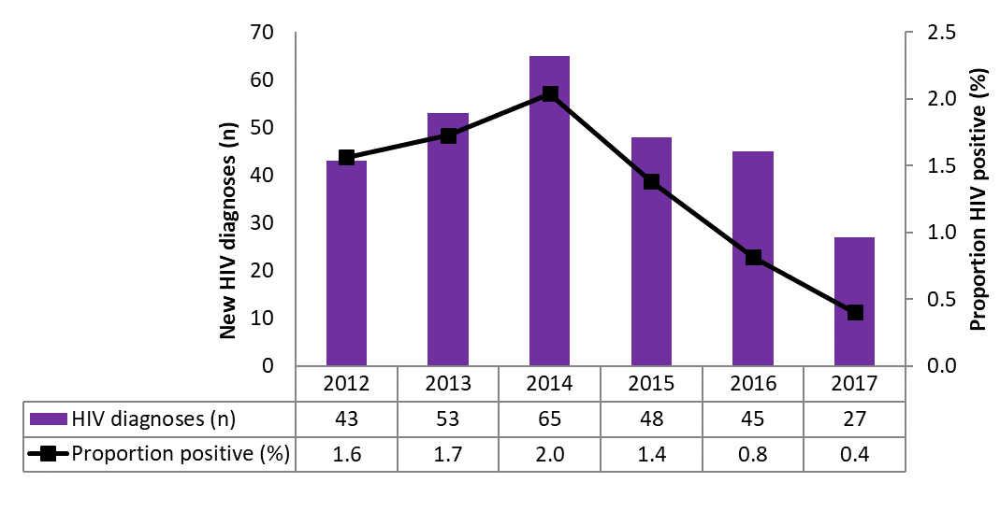 New HIV diagnoses (n)
70
60
50
40
30
20
10
0
Proportion HIV positive (%)
2.5
2.0
1.5
1.0
0.5
0.0
2012 2013 2014 2015 2016 2017
HIV diagnoses (n) 43 53 65 48 45 27
Proportion positive (%) 1.6 1.7 2.0 1.4 0.8 0.4